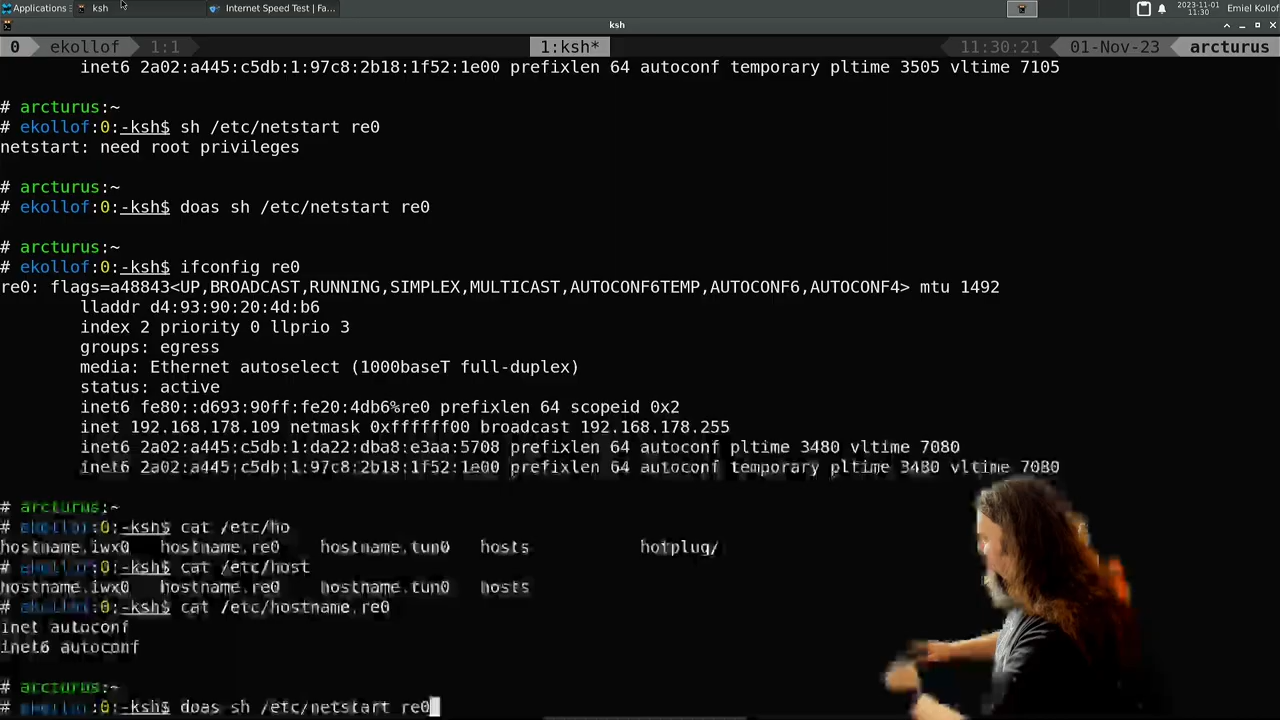 Applications ksh Internet Speed Test | Fa... 2023-11-01 11:30 Emiel Kollof
ksh
0 ekollof 1:1 1:ksh* 11:30:21 01-Nov-23 arcturus
inet6 2a02:a445:c5db:1:97c8:2b18:1f52:1e00 prefixlen 64 autoconf temporary pltime 3505 vltime 7105
# arcturus:~
# ekollof:0:-ksh$ sh /etc/netstart re0
netstart: need root privileges
# arcturus:~
# ekollof:0:-ksh$ doas sh /etc/netstart re0
# arcturus:~
# ekollof:0:-ksh$ ifconfig re0
re0: flags=a48843<UP,BROADCAST,RUNNING,SIMPLEX,MULTICAST,AUTOCONF6TEMP,AUTOCONF6,AUTOCONF4> mtu 1492
lladdr d4:93:90:20:4d:b6
index 2 priority 0 llprio 3
groups: egress
media: Ethernet autoselect (1000baseT full-duplex)
status: active
inet6 fe80::d693:90ff:fe20:4db6%re0 prefixlen 64 scopeid 0x2
inet 192.168.178.109 netmask 0xffffff00 broadcast 192.168.178.255
inet6 2a02:a445:c5db:1:da22:dba8:e3aa:5708 prefixlen 64 autoconf pltime 3480 vltime 7080
inet6 2a02:a445:c5db:1:97c8:2b18:1f52:1e00 prefixlen 64 autoconf temporary pltime 3480 vltime 7080
# arcturus:~
# ekollof:0:-ksh$ cat /etc/ho
hostname.iwx0 hostname.re0 hostname.tun0 hosts hotplug/
# ekollof:0:-ksh$ cat /etc/host
hostname.iwx0 hostname.re0 hostname.tun0 hosts
# ekollof:0:-ksh$ cat /etc/hostname.re0
inet autoconf
inet6 autoconf
# arcturus:~
# ekollof:0:-ksh$ doas sh /etc/netstart re0